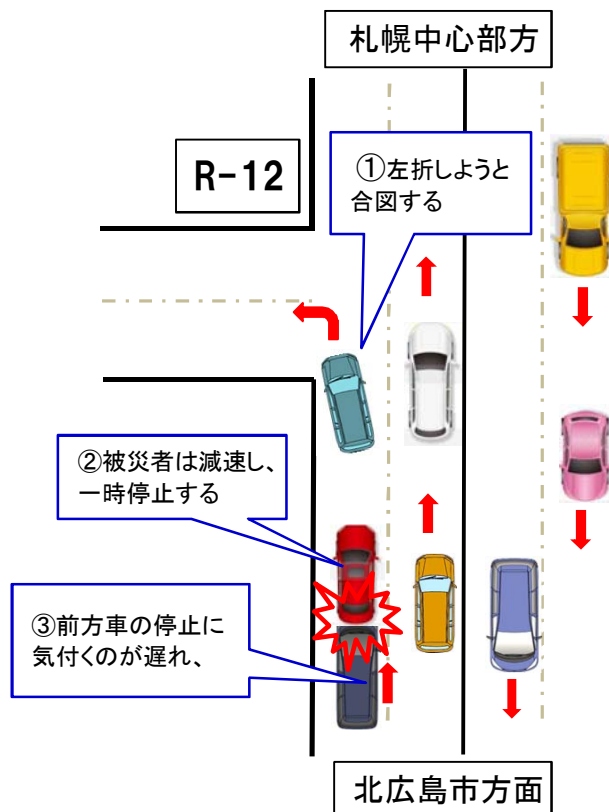 札幌中心部方
R-12
①左折しようと
合図する
②被災者は減速し、
一時停止する
③前方車の停止に
気付くのが遅れ、
北広島市方面